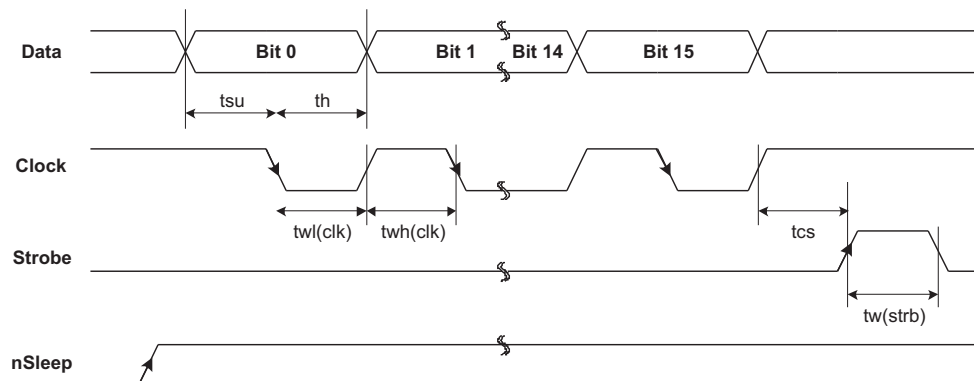 Data
Bit 0
Bit 1
Bit 14
Bit 15
tsu
th
Clock
twl(clk)
twh(clk)
tcs
Strobe
tw(strb)
nSleep